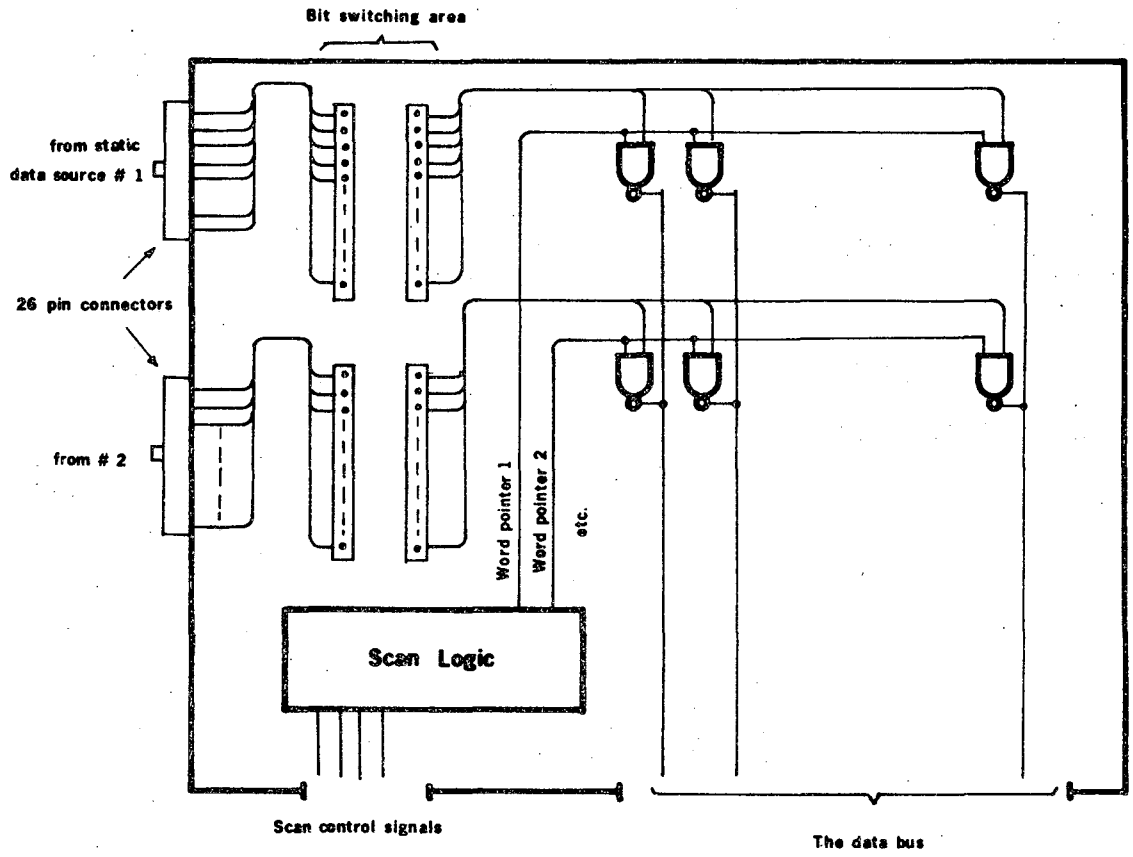 Bit switching area
from static
data source # 1
26 pin connectors
from # 2
Word pointer 1
Word pointer 2
etc.
Scan Logic
Scan control signals
The data bus